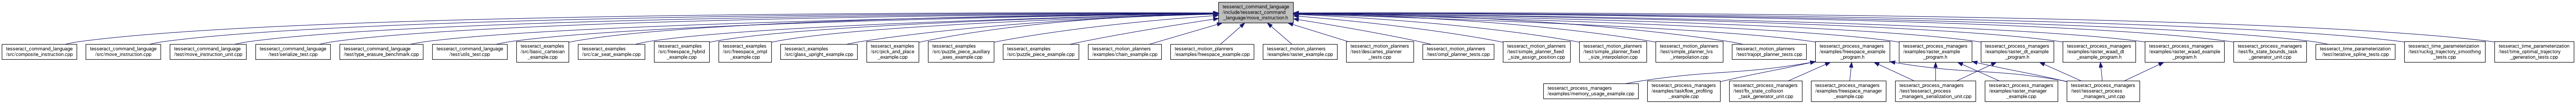 tesseract_command_language
/include/tesseract_command
_language/move_instruction.h
tesseract_command_language
/src/composite_instruction.cpp
tesseract_command_language
/src/move_instruction.cpp
tesseract_command_language
/test/move_instruction_unit.cpp
tesseract_command_language
/test/serialize_test.cpp
tesseract_command_language
/test/type_erasure_benchmark.cpp
tesseract_command_language
/test/utils_test.cpp
tesseract_examples
/src/basic_cartesian
_example.cpp
tesseract_examples
/src/car_seat_example.cpp
tesseract_examples
/src/freespace_hybrid
_example.cpp
tesseract_examples
/src/freespace_ompl
_example.cpp
tesseract_examples
/src/glass_upright_example.cpp
tesseract_examples
/src/pick_and_place
_example.cpp
tesseract_examples
/src/puzzle_piece_auxillary
_axes_example.cpp
tesseract_examples
/src/puzzle_piece_example.cpp
tesseract_motion_planners
/examples/chain_example.cpp
tesseract_motion_planners
/examples/freespace_example.cpp
tesseract_motion_planners
/examples/raster_example.cpp
tesseract_motion_planners
/test/descartes_planner
_tests.cpp
tesseract_motion_planners
/test/ompl_planner_tests.cpp
tesseract_motion_planners
/test/simple_planner_fixed
_size_assign_position.cpp
tesseract_motion_planners
/test/simple_planner_fixed
_size_interpolation.cpp
tesseract_motion_planners
/test/simple_planner_lvs
_interpolation.cpp
tesseract_motion_planners
/test/trajopt_planner_tests.cpp
tesseract_process_managers
/examples/freespace_example
_program.h
tesseract_process_managers
/examples/raster_example
_program.h
tesseract_process_managers
/examples/raster_dt_example
_program.h
tesseract_process_managers
/examples/raster_waad_dt
_example_program.h
tesseract_process_managers
/examples/raster_waad_example
_program.h
tesseract_process_managers
/test/fix_state_bounds_task
_generator_unit.cpp
tesseract_time_parameterization
/test/iterative_spline_tests.cpp
tesseract_time_parameterization
/test/ruckig_trajectory_smoothing
_tests.cpp
tesseract_time_parameterization
/test/time_optimal_trajectory
_generation_tests.cpp
tesseract_process_managers
/examples/memory_usage_example.cpp
tesseract_process_managers
/examples/taskflow_profiling
_example.cpp
tesseract_process_managers
/test/fix_state_collision
_task_generator_unit.cpp
tesseract_process_managers
/examples/freespace_manager
_example.cpp
tesseract_process_managers
/test/tesseract_process
_managers_serialization_unit.cpp
tesseract_process_managers
/examples/raster_manager
_example.cpp
tesseract_process_managers
/test/tesseract_process
_managers_unit.cpp